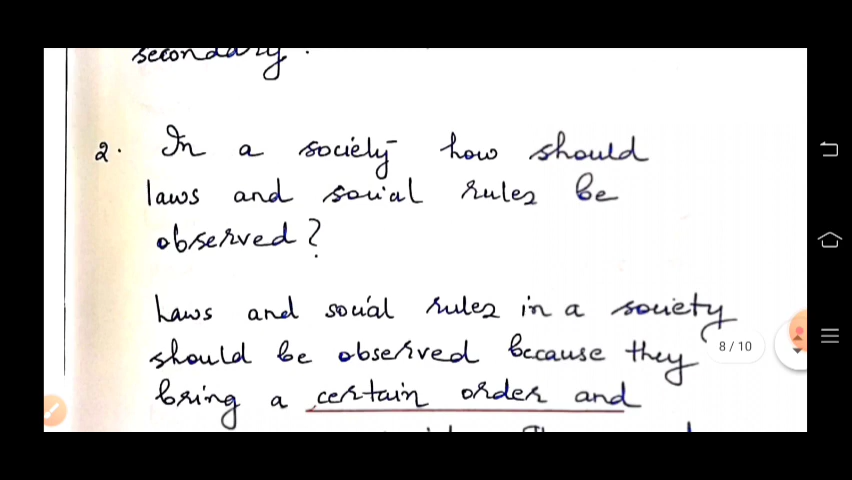 secondary.
2. In a society how should
laws and social rules be
observed?
Laws and social rules in a society
should be observed because they
8/10
bring a certain order and